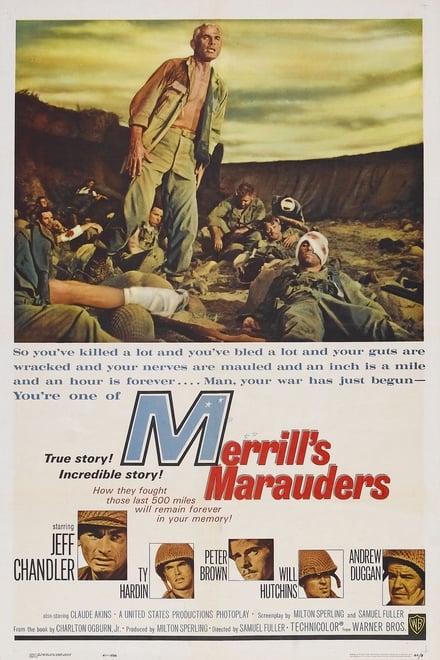 So you've killed a lot and you've bled a lot and your guts are
wracked and your nerves are mauled and an inch is a mile
and an hour is forever.... Man, your war has just begun—
You're one of
Merrill's
Marauders
True story!
Incredible story!
How they fought
those last 500 miles
will remain forever
in your memory!
starring
JEFF
CHANDLER
TY
HARDIN
PETER
BROWN
WILL
HUTCHINS
ANDREW
DUGGAN
also starring CLAUDE AKINS · A UNITED STATES PRODUCTIONS PHOTOPLAY · Screenplay by MILTON SPERLING and SAMUEL FULLER
From the book by CHARLTON OGBURN, Jr. · Produced by MILTON SPERLING · Directed by SAMUEL FULLER · TECHNICOLOR® from WARNER BROS.
WB